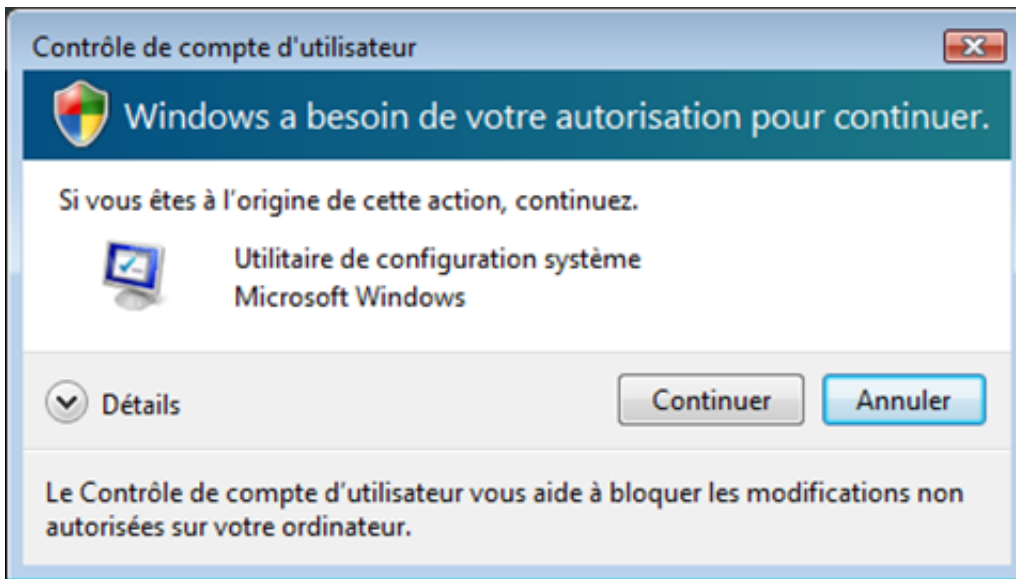 Contrôle de compte d'utilisateur
Windows a besoin de votre autorisation pour continuer.
Si vous êtes à l'origine de cette action, continuez.
Utilitaire de configuration système
Microsoft Windows
Détails
Continuer
Annuler
Le Contrôle de compte d'utilisateur vous aide à bloquer les modifications non
autorisées sur votre ordinateur.